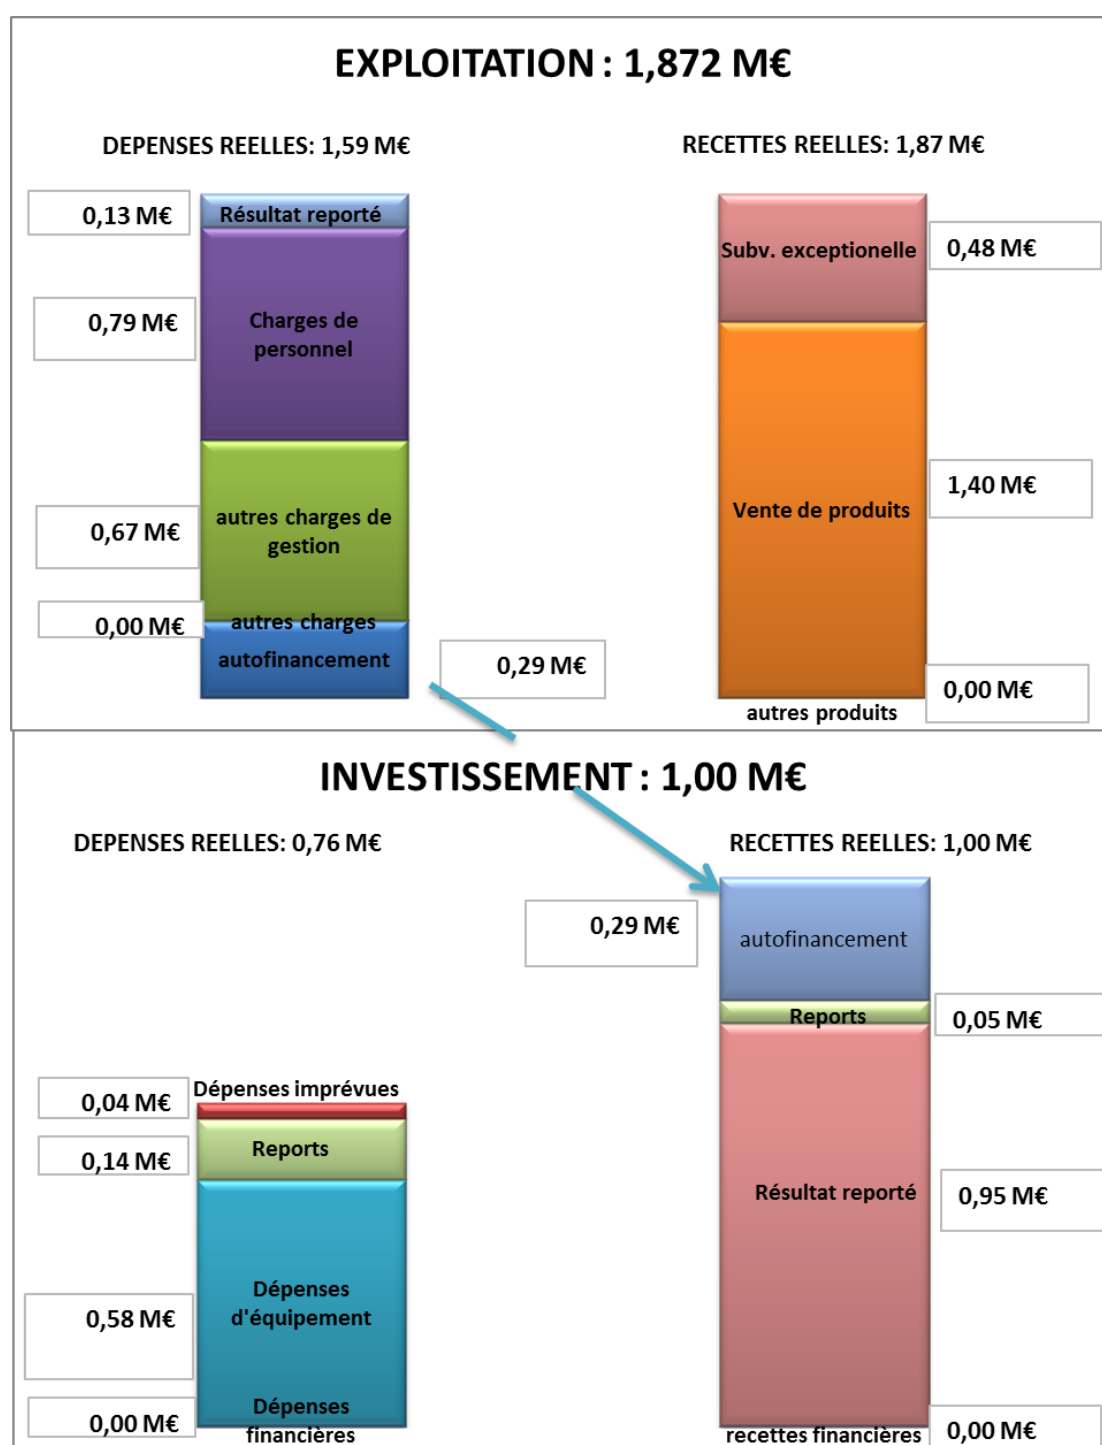 EXPLOITATION : 1,872 M€
DEPENSES REELLES: 1,59 M€
RECETTES REELLES: 1,87 M€
0,13 M€
Résultat reporté
0,79 M€
Charges de
personnel
0,67 M€
autres charges de
gestion
0,00 M€
autres charges
autofinancement
0,29 M€
Subv. exceptionelle
0,48 M€
Vente de produits
1,40 M€
0,00 M€
autres produits
INVESTISSEMENT : 1,00 M€
DEPENSES REELLES: 0,76 M€
RECETTES REELLES: 1,00 M€
Dépenses imprévues
0,04 M€
Reports
0,14 M€
Dépenses
d'équipement
0,58 M€
Dépenses
financières
0,00 M€
0,29 M€
autofinancement
Reports
0,05 M€
Résultat reporté
0,95 M€
recettes financières
0,00 M€